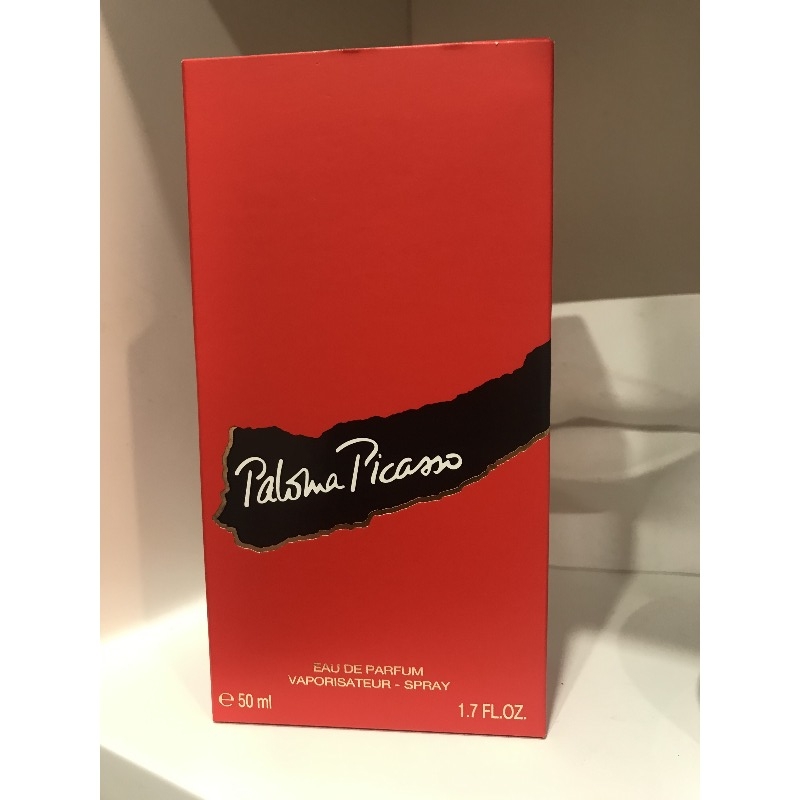 Paloma Picasso
EAU DE PARFUM
VAPORISATEUR - SPRAY
℮ 50 ml
1.7 FL.OZ.